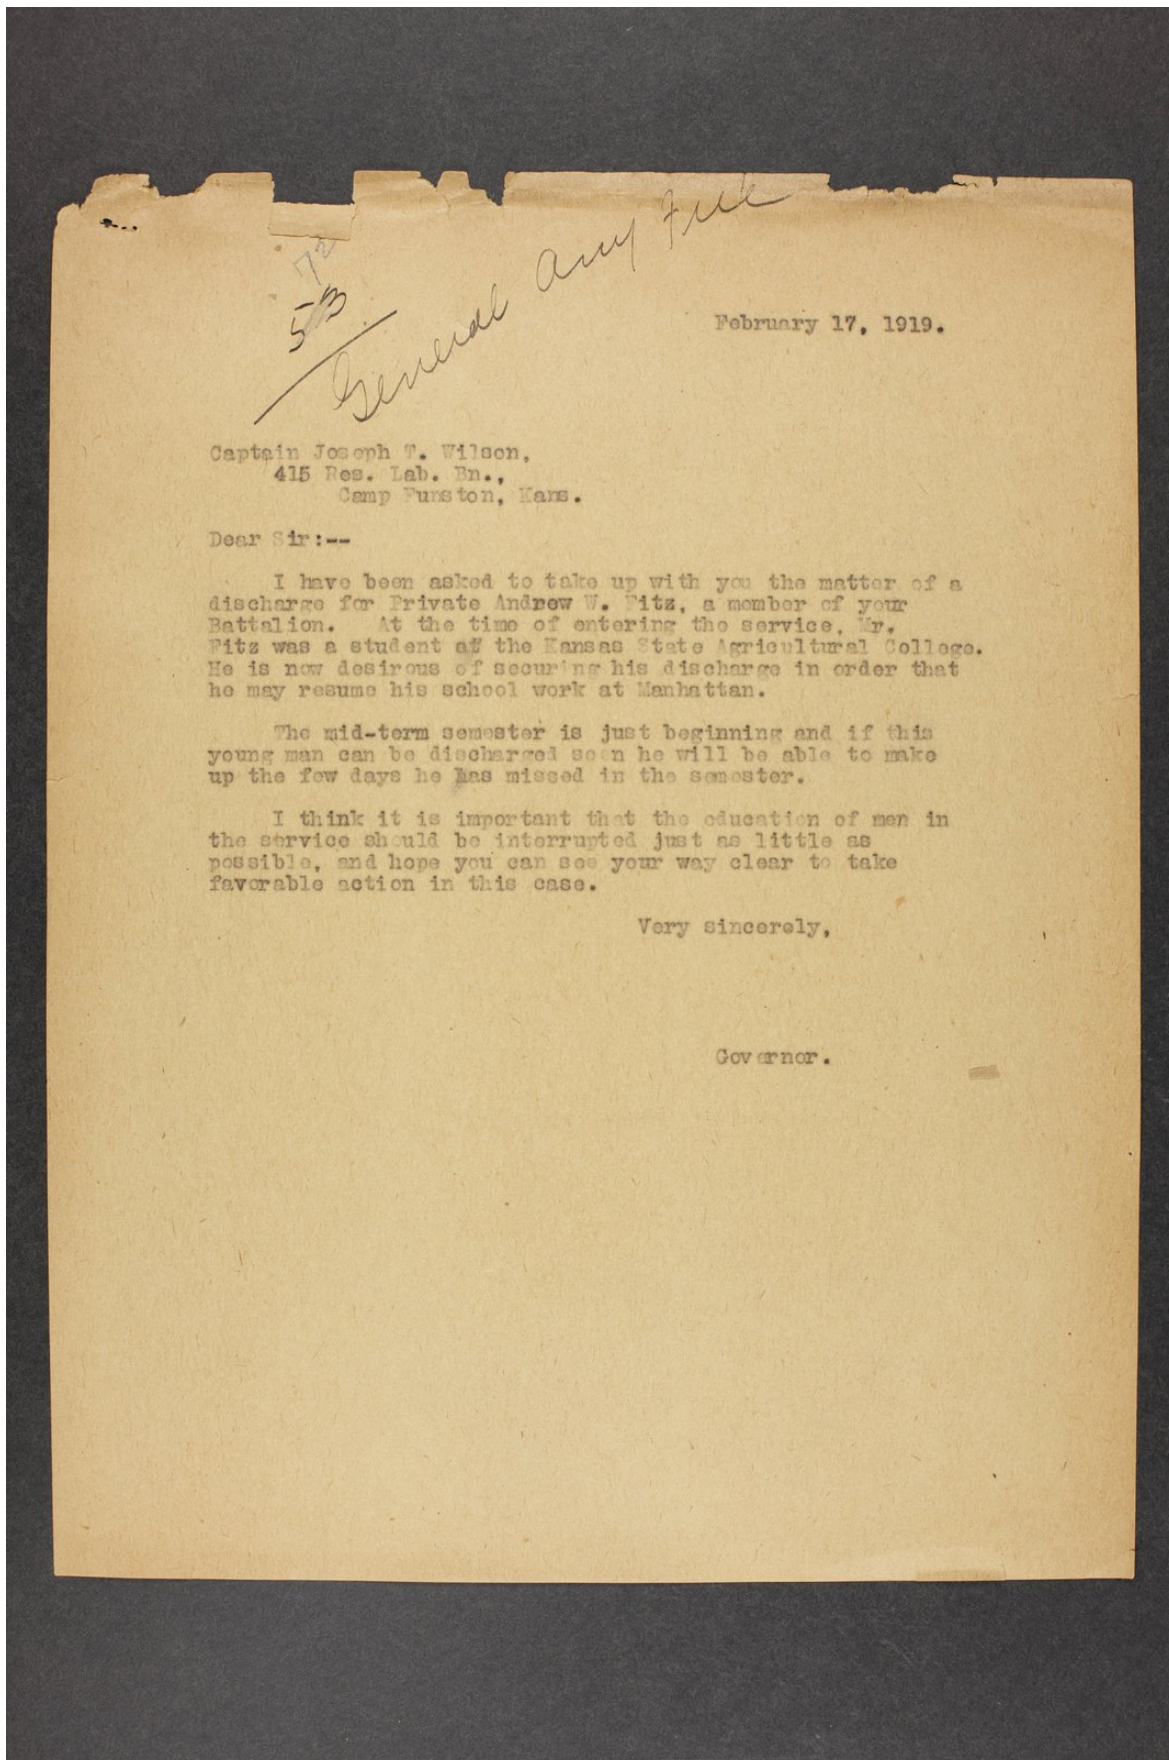 72
53
General Army File
February 17, 1919.
Captain Joseph T. Wilson,
415 Res. Lab. Bn.,
Camp Funston, Kans.
Dear Sir:--
I have been asked to take up with you the matter of a
discharge for Private Andrew W. Fitz, a member of your
Battalion. At the time of entering the service, Mr.
Fitz was a student at the Kansas State Agricultural College.
He is now desirous of securing his discharge in order that
he may resume his school work at Manhattan.
The mid-term semester is just beginning and if this
young man can be discharged soon he will be able to make
up the few days he has missed in the semester.
I think it is important that the education of men in
the service should be interrupted just as little as
possible, and hope you can see your way clear to take
favorable action in this case.
Very sincerely,
Governor.